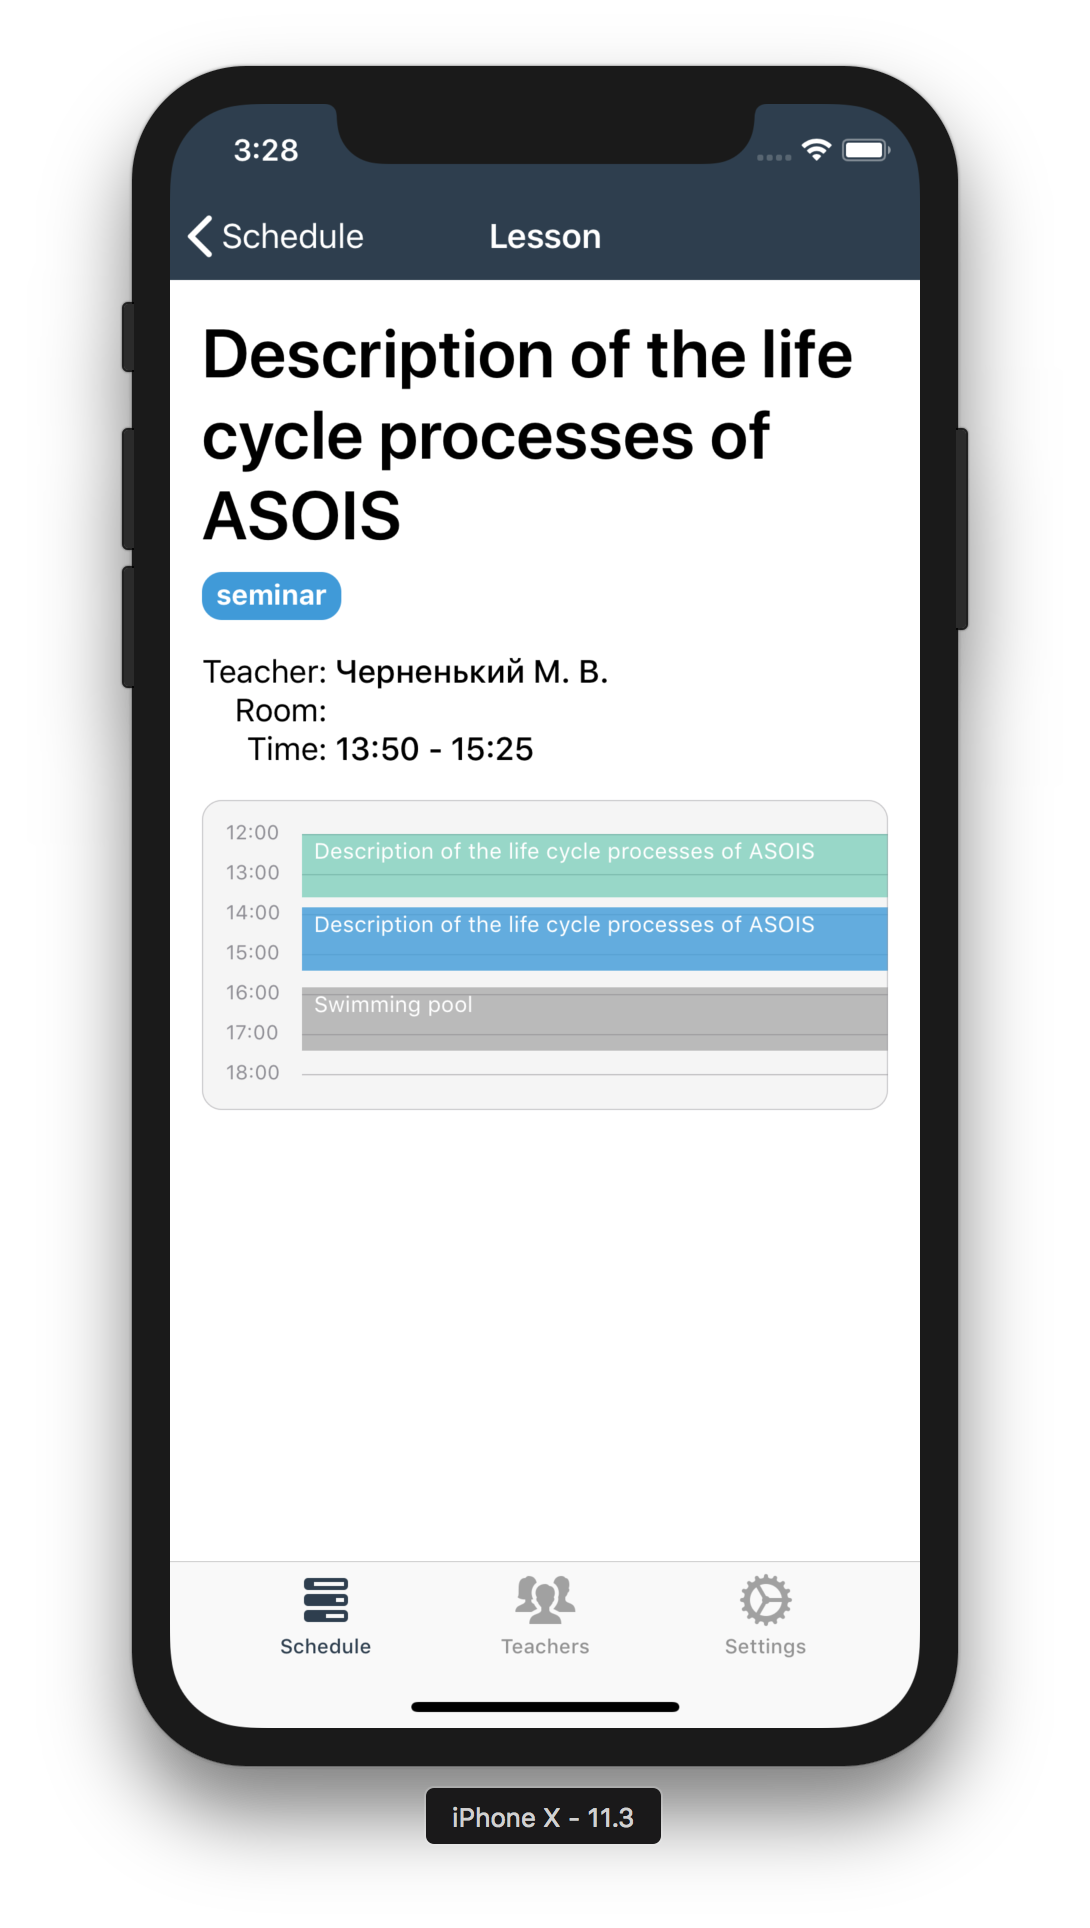 3:28
Schedule Lesson
Description of the life
cycle processes of
ASOIS
seminar
Teacher: Черненький М. В.
Room:
Time: 13:50 - 15:25
12:00
Description of the life cycle processes of ASOIS
13:00
14:00
Description of the life cycle processes of ASOIS
15:00
16:00
Swimming pool
17:00
18:00
Schedule Teachers Settings
iPhone X - 11.3